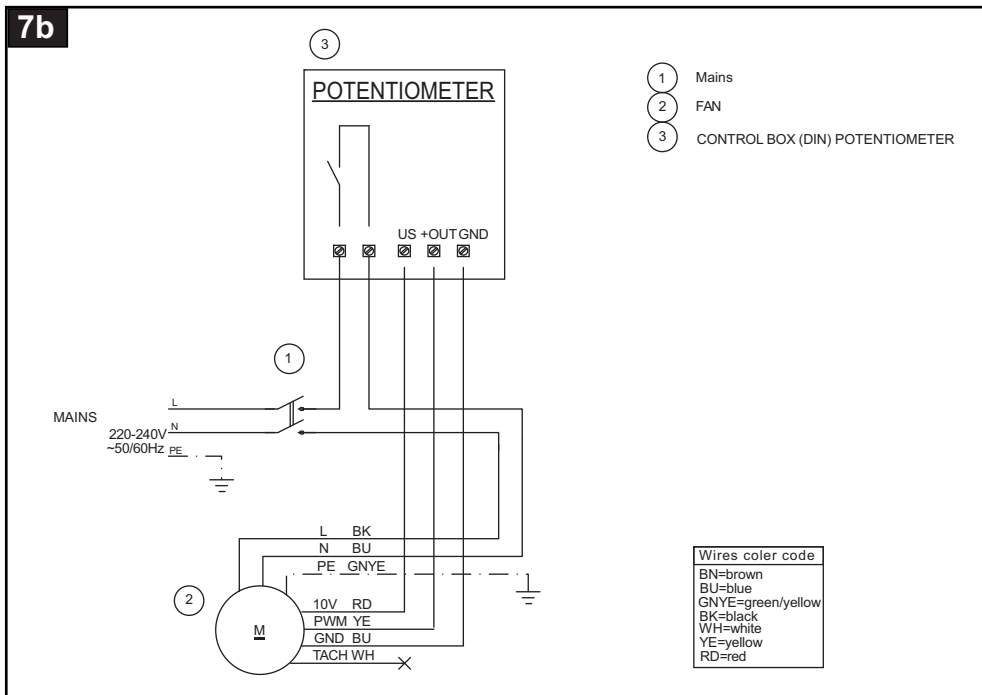 7b
3
POTENTIOMETER
US +OUT GND
1 Mains
2 FAN
3 CONTROL BOX (DIN) POTENTIOMETER
1
MAINS
L
220-240V N
~50/60Hz PE
L BK
N BU
PE GNYE
2
M
10V RD
PWM YE
GND BU
TACH WH
Wires coler code
BN=brown
BU=blue
GNYE=green/yellow
BK=black
WH=white
YE=yellow
RD=red